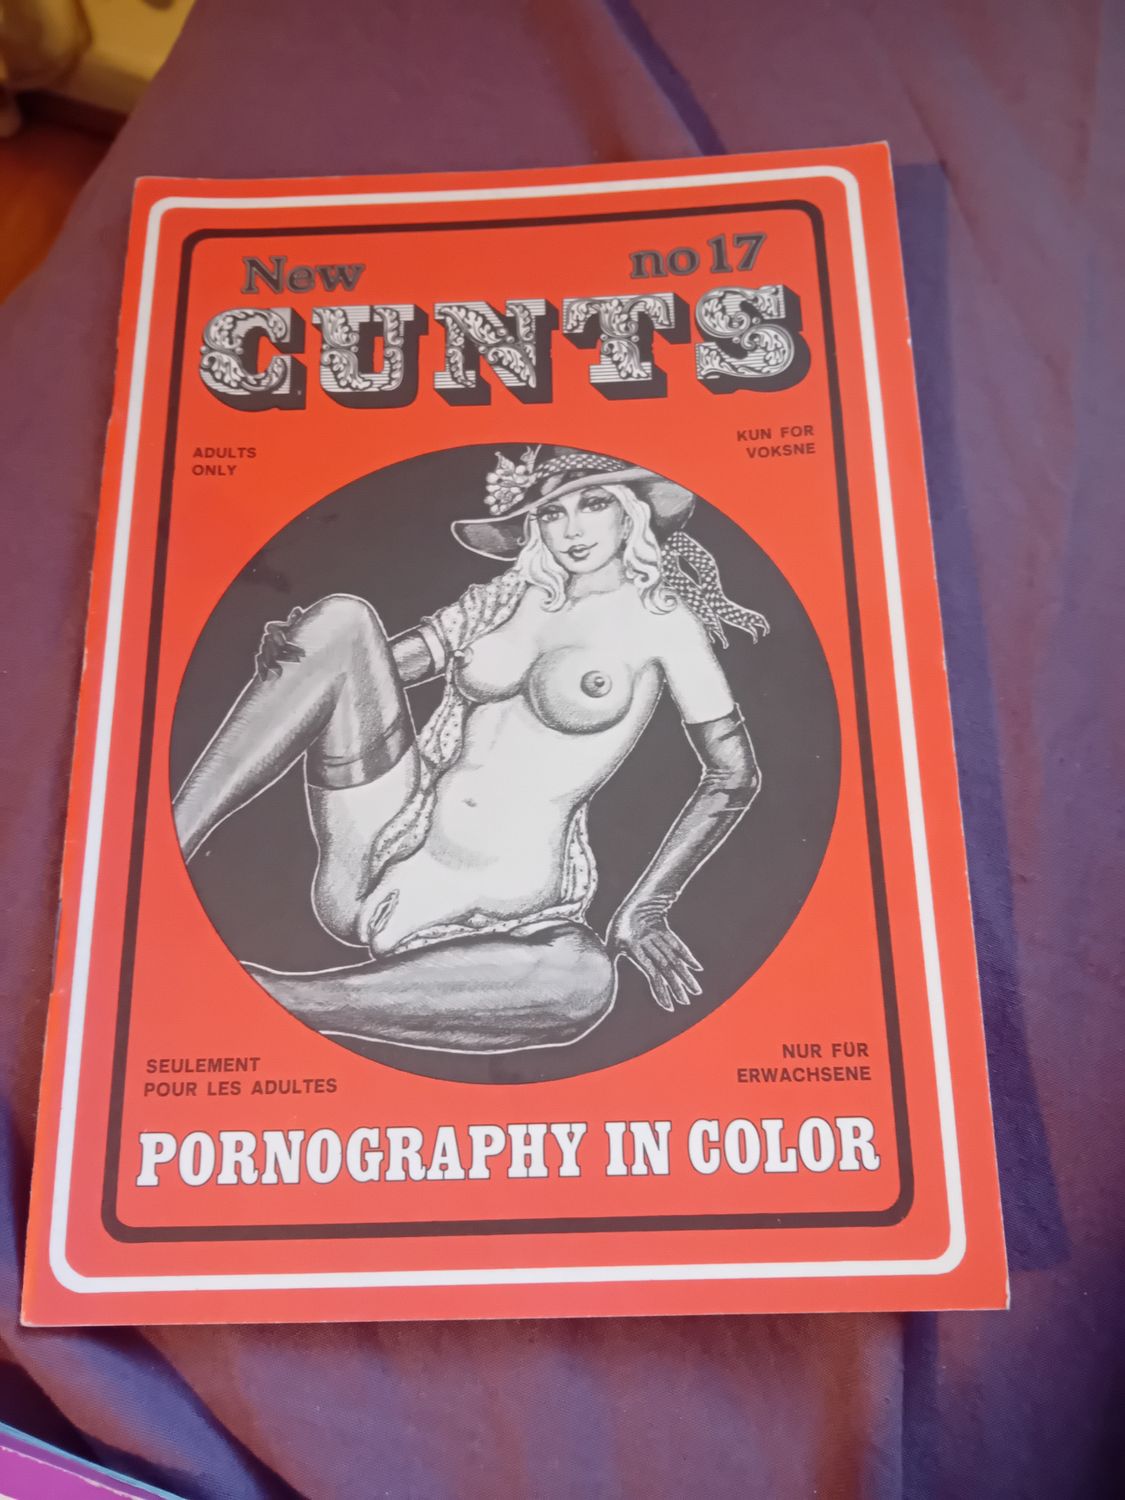 New no 17
CUNTS
ADULTS
ONLY
KUN FOR
VOKSNE
SEULEMENT
POUR LES ADULTES
NUR FÜR
ERWACHSENE
PORNOGRAPHY IN COLOR